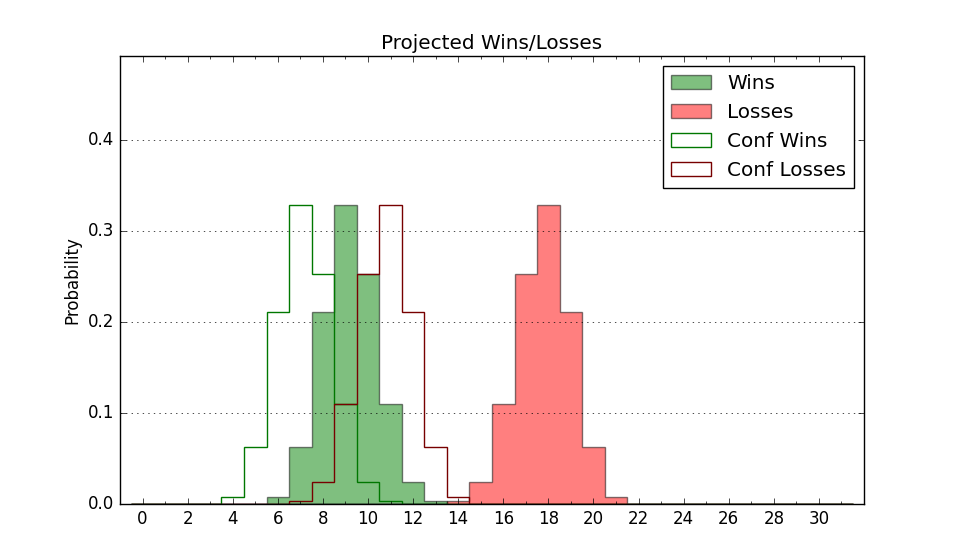 Projected Wins/Losses
Wins
Losses
Conf Wins
Conf Losses
Probability
0.4
0.3
0.2
0.1
0.0
0 2 4 6 8 10 12 14 16 18 20 22 24 26 28 30